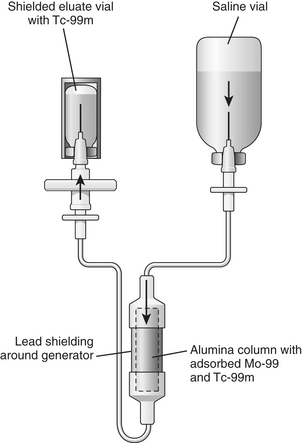 Shielded eluate vial
with Tc-99m
Saline vial
Lead shielding
around generator
Alumina column with
adsorbed Mo-99
and Tc-99m